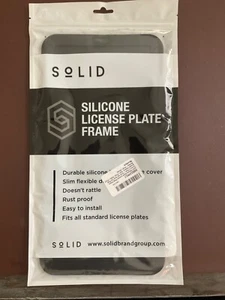 SOLID
SILICONE
LICENSE PLATE
FRAME
Durable silicone cover
Slim flexible
Doesn't rattle
Rust proof
Easy to install
Fits all standard license plates
SOLID www.solidbrandgroup.com